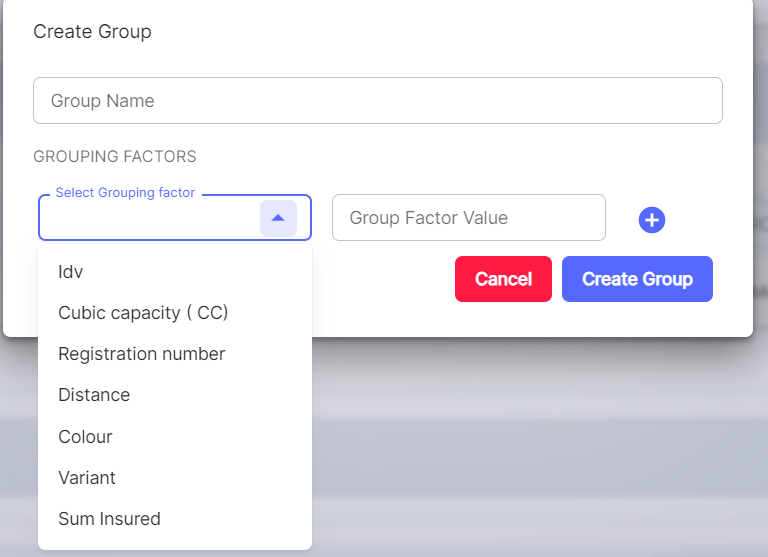 Create Group
Group Name
GROUPING FACTORS
Select Grouping factor
Group Factor Value
Cancel
Create Group
Idv
Cubic capacity ( CC)
Registration number
Distance
Colour
Variant
Sum Insured